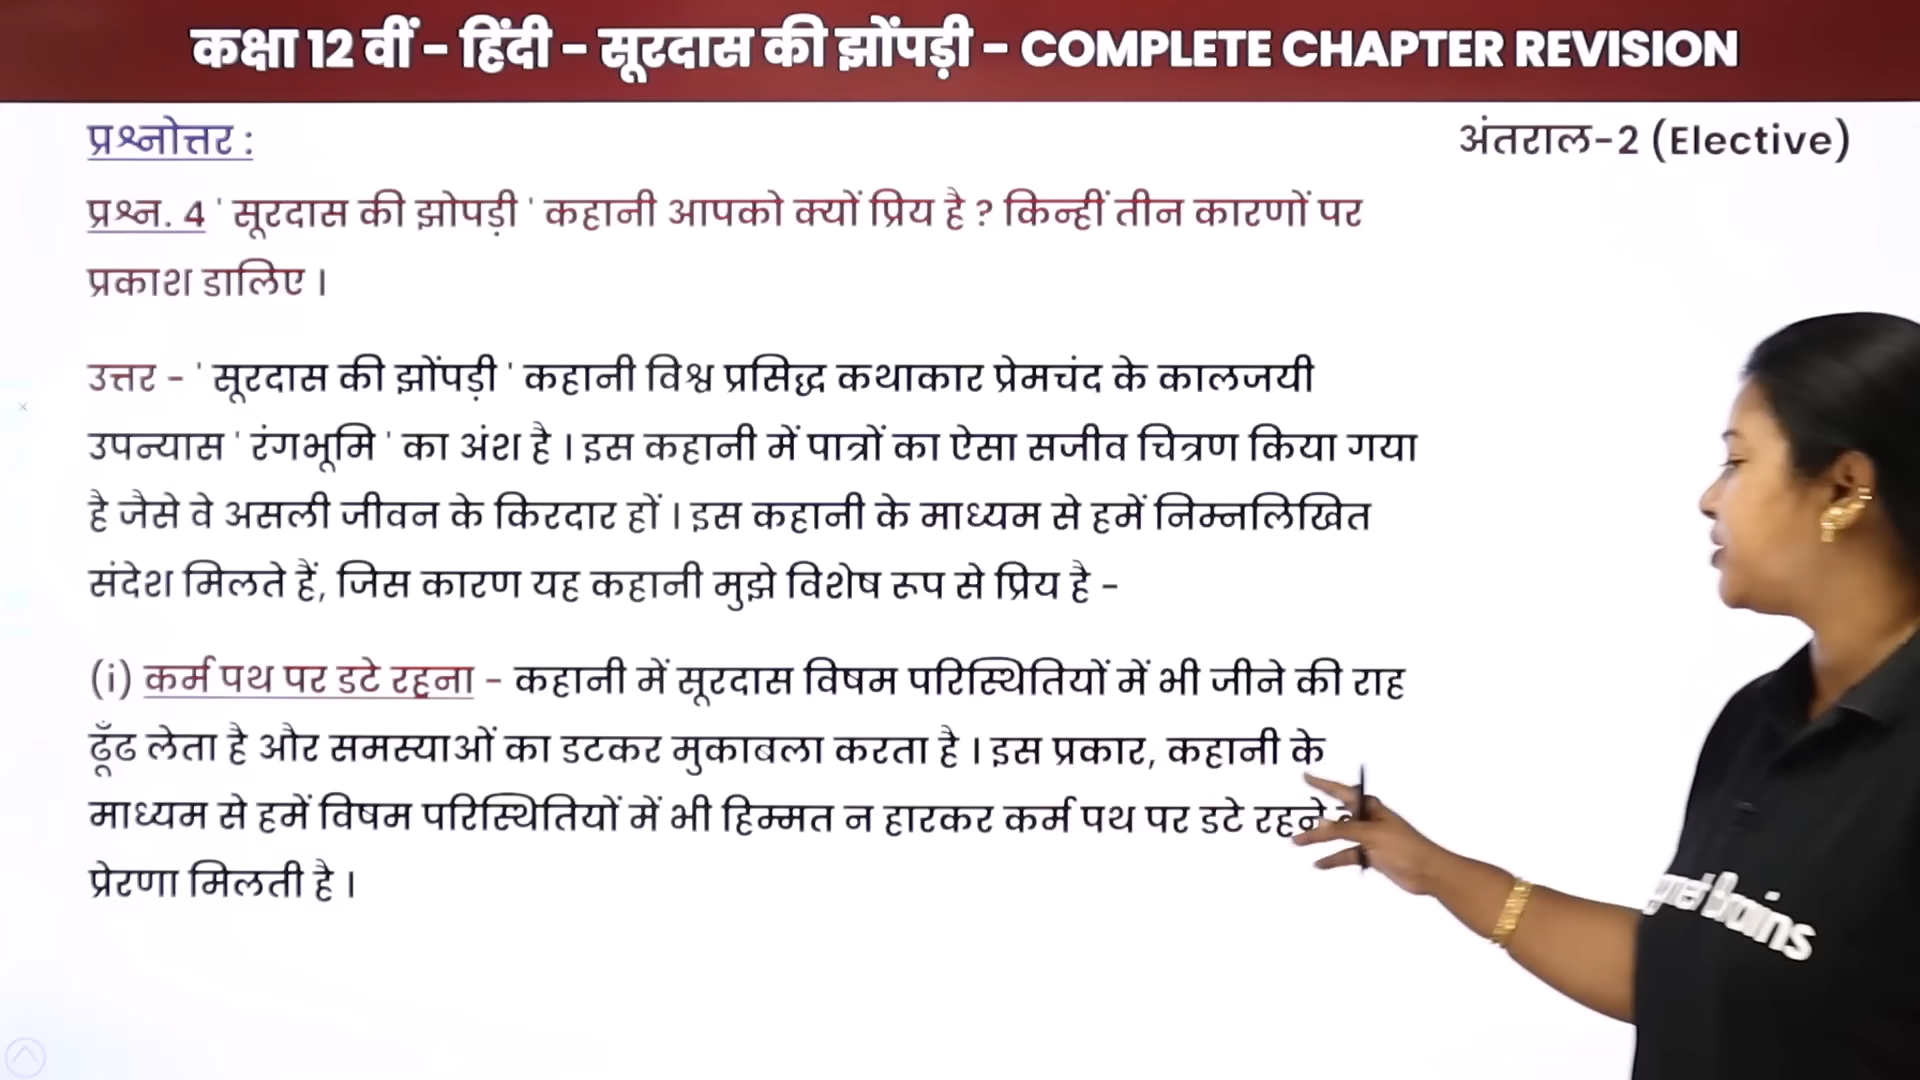 कक्षा 12 वीं - हिंदी - सूरदास की झोंपड़ी - COMPLETE CHAPTER REVISION
प्रश्नोत्तर :
अंतराल-2 (Elective)
प्रश्न. 4 ' सूरदास की झोपड़ी ' कहानी आपको क्यों प्रिय है ? किन्हीं तीन कारणों पर
प्रकाश डालिए ।
उत्तर - ' सूरदास की झोंपड़ी ' कहानी विश्व प्रसिद्ध कथाकार प्रेमचंद के कालजयी
उपन्यास ' रंगभूमि ' का अंश है । इस कहानी में पात्रों का ऐसा सजीव चित्रण किया गया
है जैसे वे असली जीवन के किरदार हों । इस कहानी के माध्यम से हमें निम्नलिखित
संदेश मिलते हैं, जिस कारण यह कहानी मुझे विशेष रूप से प्रिय है -
(i) कर्म पथ पर डटे रहना - कहानी में सूरदास विषम परिस्थितियों में भी जीने की राह
ढूँढ लेता है और समस्याओं का डटकर मुकाबला करता है । इस प्रकार, कहानी के
माध्यम से हमें विषम परिस्थितियों में भी हिम्मत न हारकर कर्म पथ पर डटे रहने
प्रेरणा मिलती है ।
Brains